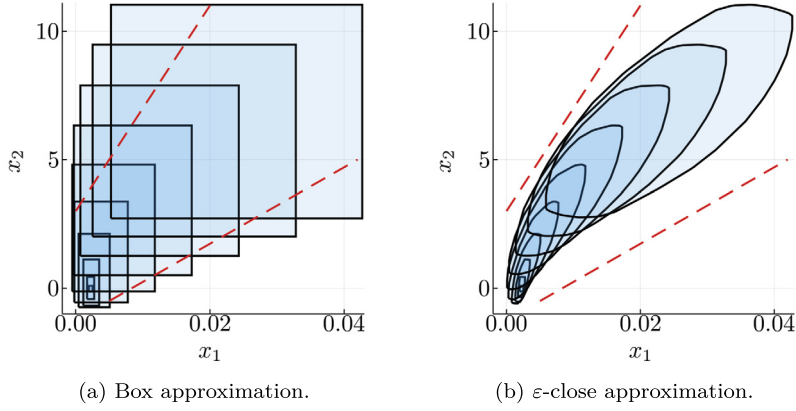 10
5
0
x₂
0.00 0.02 0.04
x₁
(a) Box approximation.
10
5
0
x₂
0.00 0.02 0.04
x₁
(b) ε-close approximation.